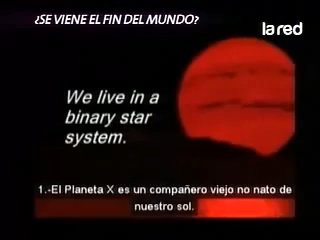 ¿SE VIENE EL FIN DEL MUNDO?
la red
We live in a
binary star
system.
1.-El Planeta X es un compañero viejo no nato de
nuestro sol.